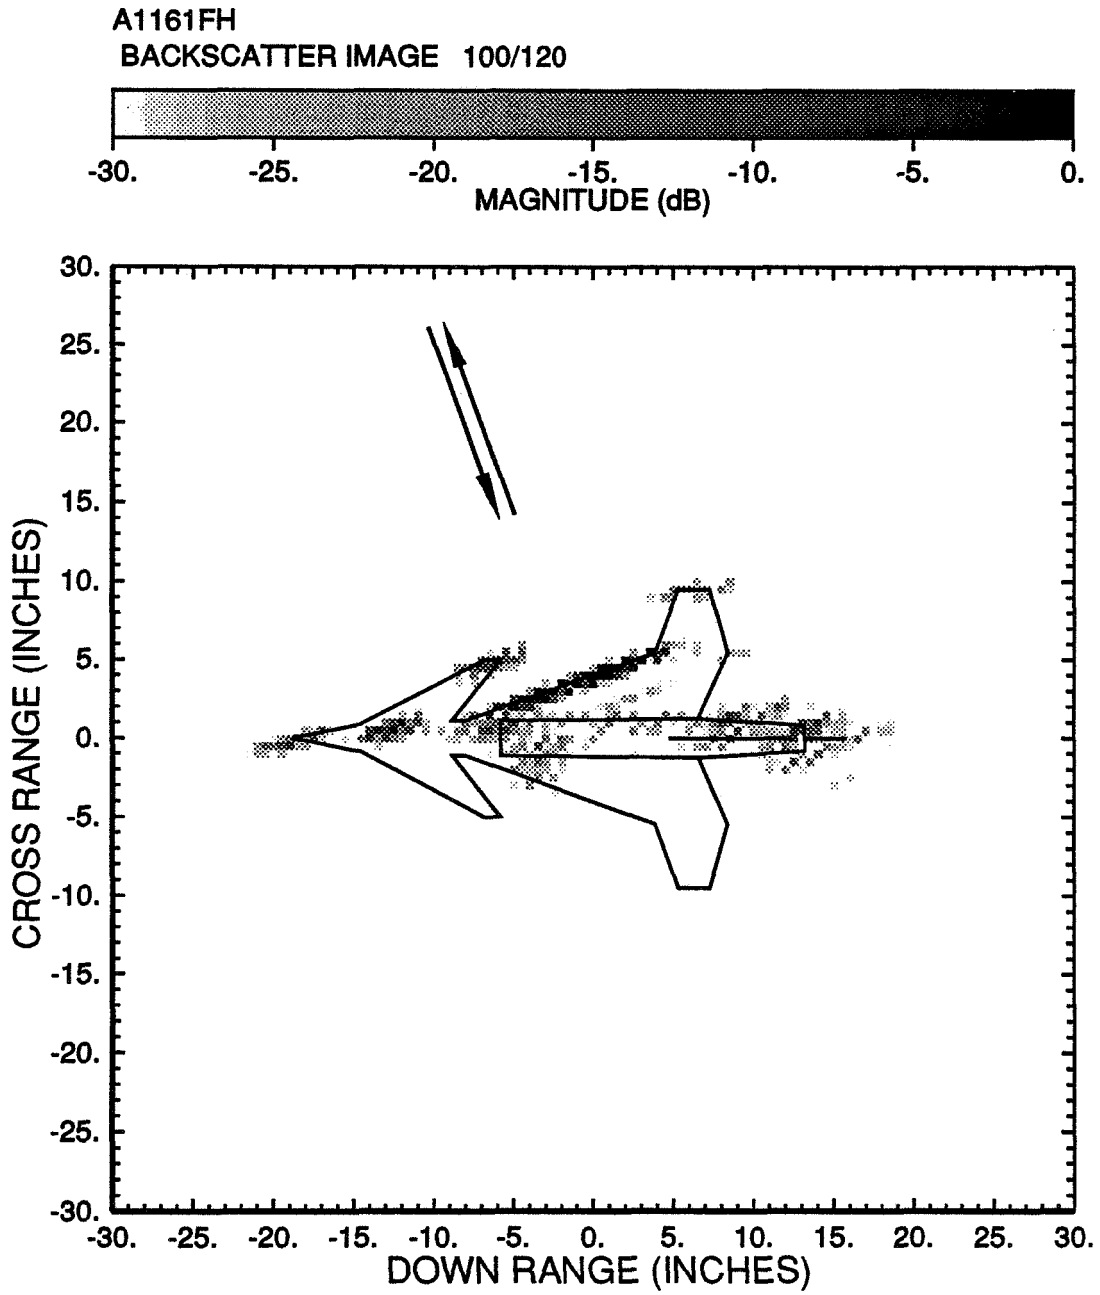 A1161FH
BACKSCATTER IMAGE 100/120
-30. -25. -20. -15. -10. -5. 0.
MAGNITUDE (dB)
30.
25.
20.
15.
10.
5.
0.
-5.
-10.
-15.
-20.
-25.
-30.
CROSS RANGE (INCHES)
-30. -25. -20. -15. -10. -5. 0. 5. 10. 15. 20. 25. 30.
DOWN RANGE (INCHES)